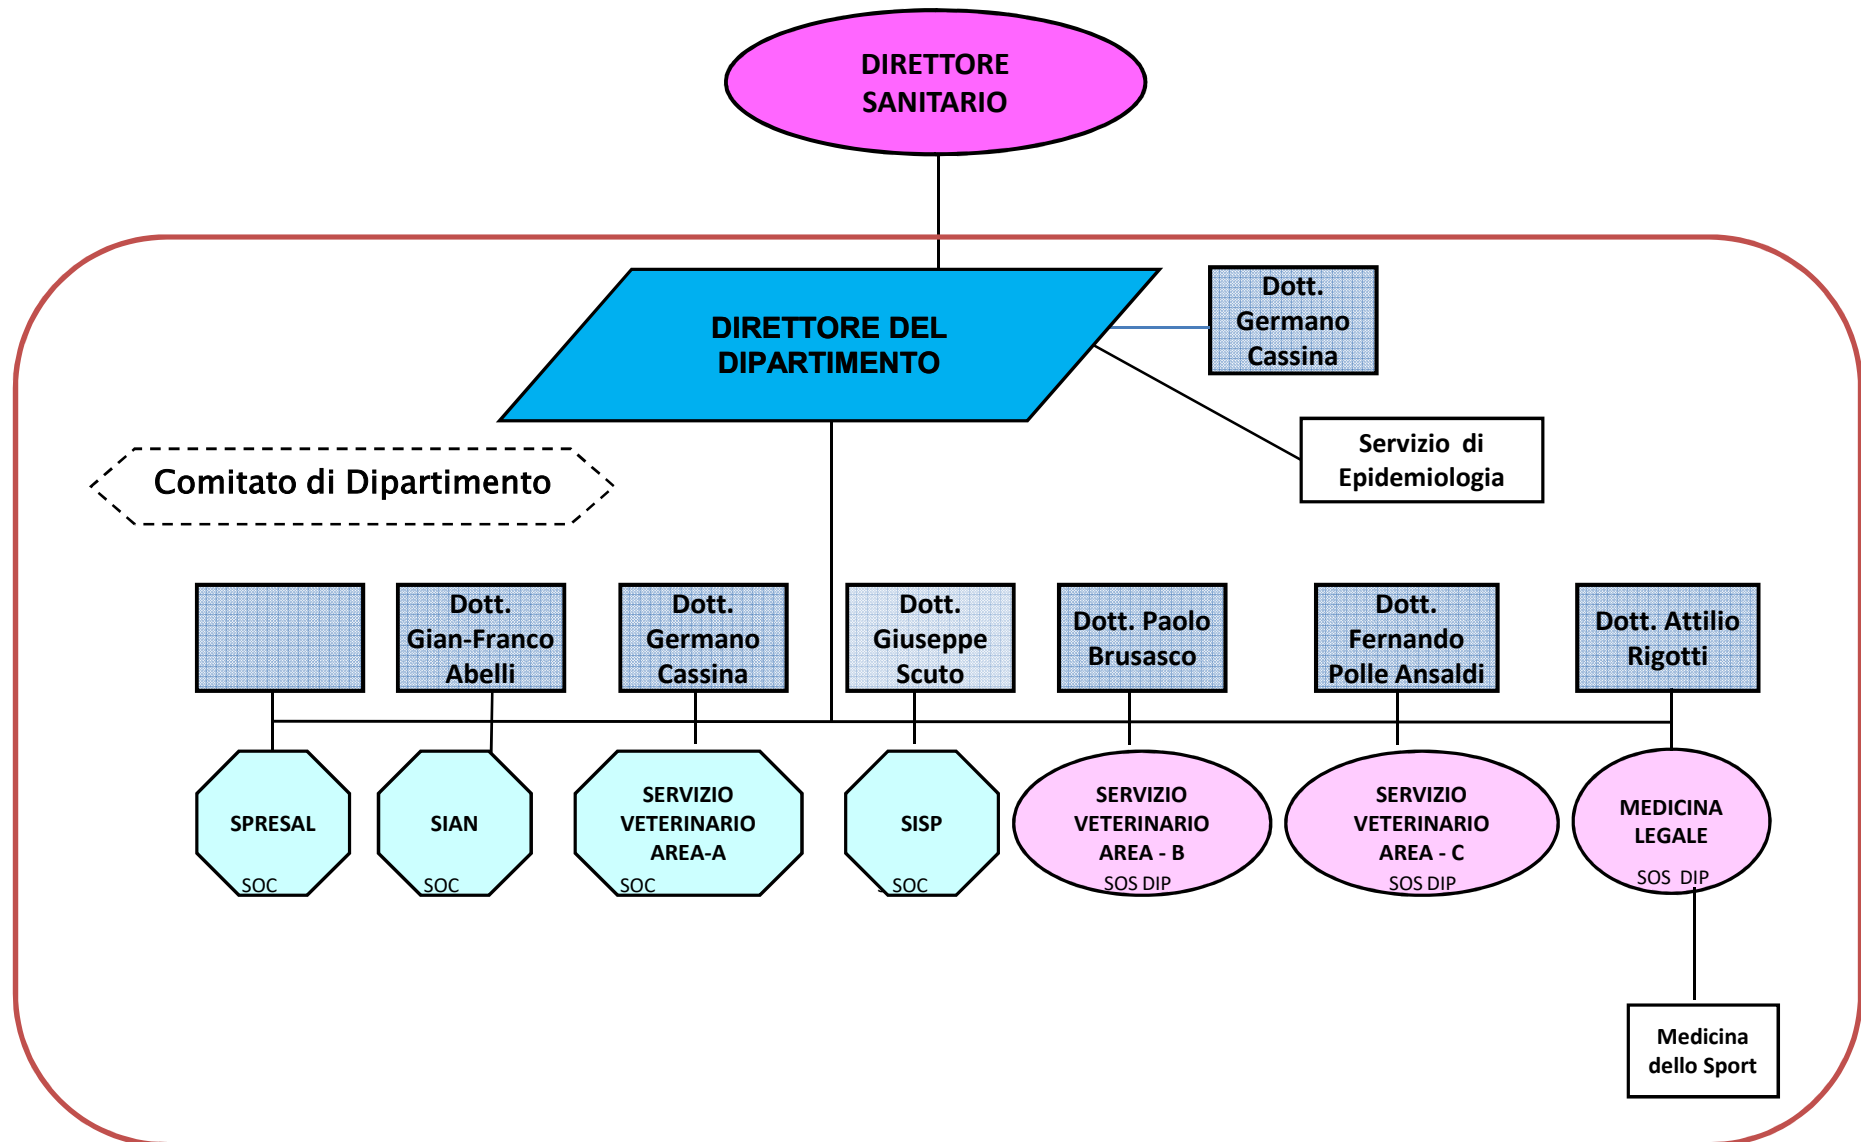 DIRETTORE
SANITARIO
DIRETTORE DEL
DIPARTIMENTO
Dott.
Germano
Cassina
Servizio di
Epidemiologia
Comitato di Dipartimento
Dott.
Gian-Franco
Abelli
Dott.
Germano
Cassina
Dott.
Giuseppe
Scuto
Dott. Paolo
Brusasco
Dott.
Fernando
Polle Ansaldi
Dott. Attilio
Rigotti
SPRESAL
SOC
SIAN
SOC
SERVIZIO
VETERINARIO
AREA-A
SOC
SISP
SOC
SERVIZIO
VETERINARIO
AREA - B
SOS DIP
SERVIZIO
VETERINARIO
AREA - C
SOS DIP
MEDICINA
LEGALE
SOS DIP
Medicina
dello Sport